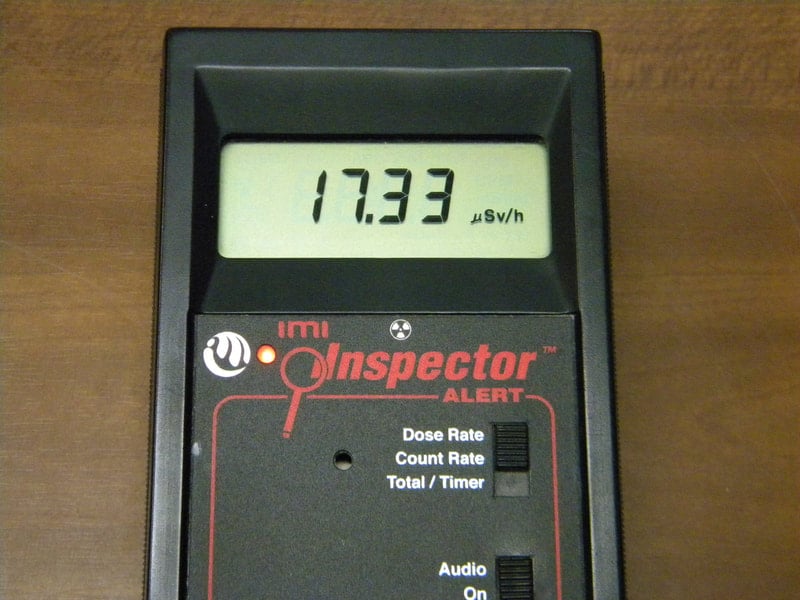 17.33 µSv/h
imi
Inspector™
ALERT
Dose Rate
Count Rate
Total / Timer
Audio
On